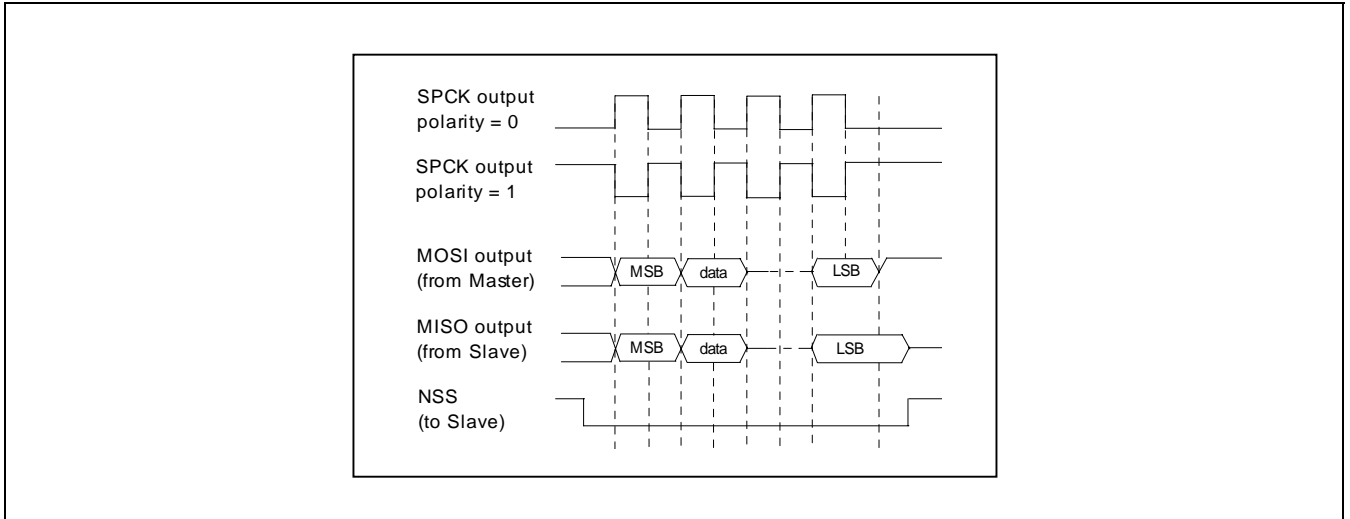 SPCK output
polarity = 0
SPCK output
polarity = 1
MOSI output
(from Master)
MSB
data
LSB
MISO output
(from Slave)
MSB
data
LSB
NSS
(to Slave)